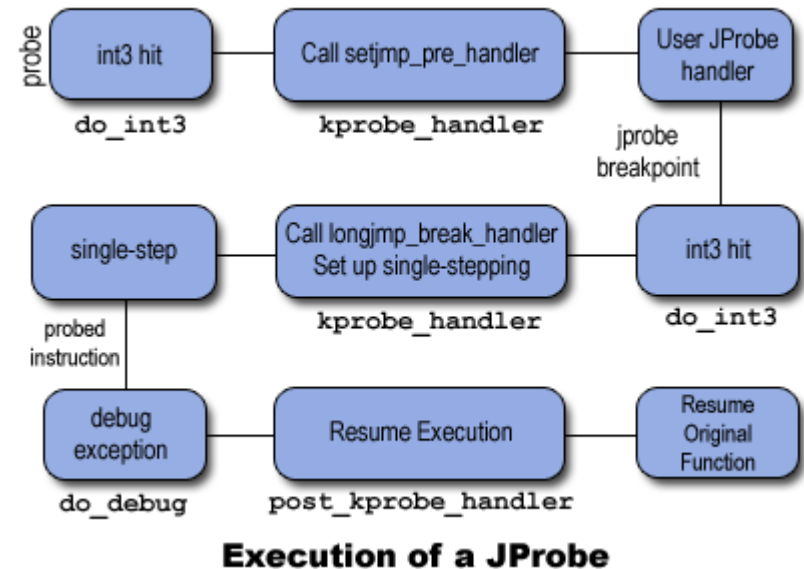 probe
int3 hit
do_int3
Call setjmp_pre_handler
kprobe_handler
User JProbe
handler
jprobe
breakpoint
int3 hit
do_int3
Call longjmp_break_handler
Set up single-stepping
kprobe_handler
single-step
probed
instruction
debug
exception
do_debug
Resume Execution
post_kprobe_handler
Resume
Original
Function
Execution of a JProbe